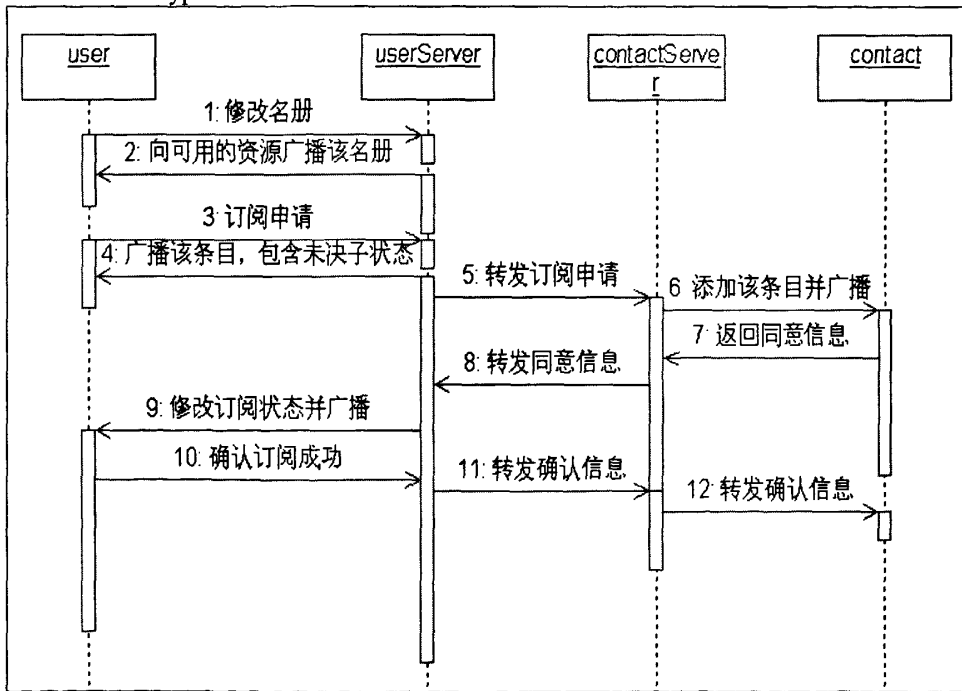 yp
user
userServer
contactServe
r
contact
1: 修改名册
2: 向可用的资源广播该名册
3: 订阅申请
4: 广播该条目，包含未决子状态
5: 转发订阅申请
6 添加该条目并广播
7: 返回同意信息
8: 转发同意信息
9: 修改订阅状态并广播
10: 确认订阅成功
11: 转发确认信息
12: 转发确认信息